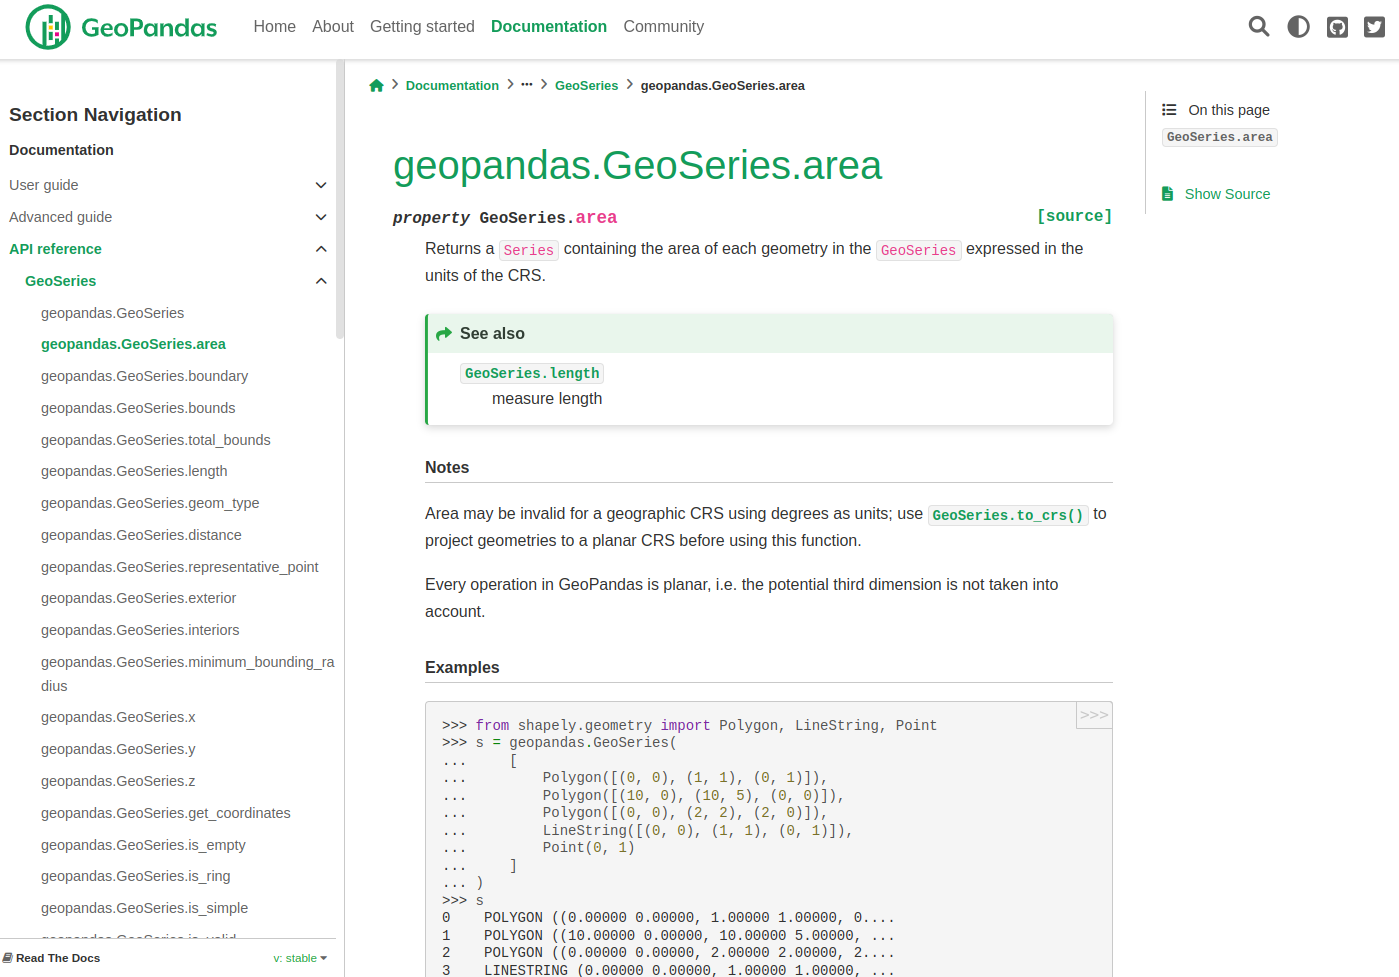 GeoPandas
Home
About
Getting started
Documentation
Community
Section Navigation
Documentation
User guide
Advanced guide
API reference
GeoSeries
geopandas.GeoSeries
geopandas.GeoSeries.area
geopandas.GeoSeries.boundary
geopandas.GeoSeries.bounds
geopandas.GeoSeries.total_bounds
geopandas.GeoSeries.length
geopandas.GeoSeries.geom_type
geopandas.GeoSeries.distance
geopandas.GeoSeries.representative_point
geopandas.GeoSeries.exterior
geopandas.GeoSeries.interiors
geopandas.GeoSeries.minimum_bounding_ra
dius
geopandas.GeoSeries.x
geopandas.GeoSeries.y
geopandas.GeoSeries.z
geopandas.GeoSeries.get_coordinates
geopandas.GeoSeries.is_empty
geopandas.GeoSeries.is_ring
geopandas.GeoSeries.is_simple
geopandas.GeoSeries.is_valid
Read The Docs
v: stable
Documentation > ··· > GeoSeries > geopandas.GeoSeries.area
geopandas.GeoSeries.area
property GeoSeries.area [source]
Returns a Series containing the area of each geometry in the GeoSeries expressed in the
units of the CRS.
See also
GeoSeries.length
measure length
Notes
Area may be invalid for a geographic CRS using degrees as units; use GeoSeries.to_crs() to
project geometries to a planar CRS before using this function.
Every operation in GeoPandas is planar, i.e. the potential third dimension is not taken into
account.
Examples
>>>
>>> from shapely.geometry import Polygon, LineString, Point
>>> s = geopandas.GeoSeries(
...     [
...         Polygon([(0, 0), (1, 1), (0, 1)]),
...         Polygon([(10, 0), (10, 5), (0, 0)]),
...         Polygon([(0, 0), (2, 2), (2, 0)]),
...         LineString([(0, 0), (1, 1), (0, 1)]),
...         Point(0, 1)
...     ]
... )
>>> s
0    POLYGON ((0.00000 0.00000, 1.00000 1.00000, 0....
1    POLYGON ((10.00000 0.00000, 10.00000 5.00000, ...
2    POLYGON ((0.00000 0.00000, 2.00000 2.00000, 2....
3    LINESTRING (0.00000 0.00000, 1.00000 1.00000, ...
On this page
GeoSeries.area
Show Source